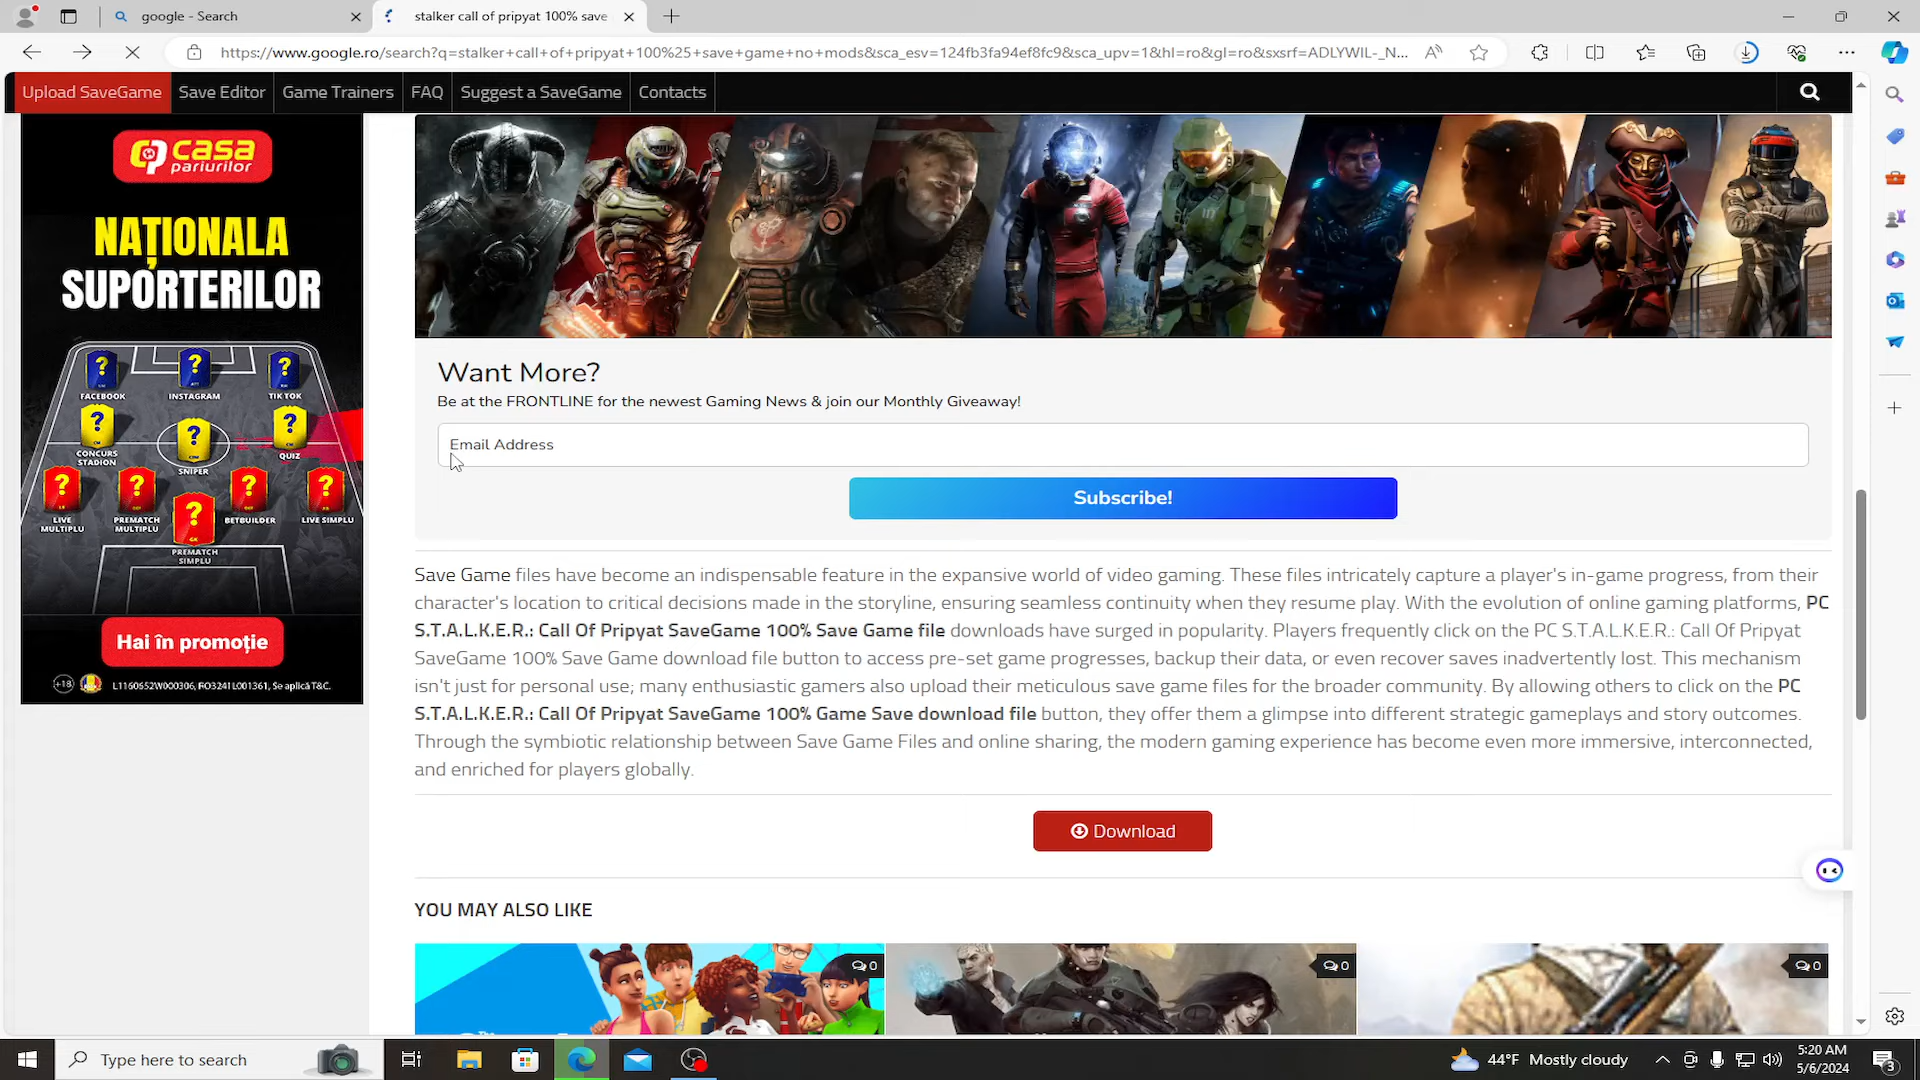 google - Search
stalker call of pripyat 100% save
https://www.google.ro/search?q=stalker+call+of+pripyat+100%25+save+game+no+mods&sca_esv=124fb3fa94ef8fc9&sca_upv=1&hl=ro&gl=ro&sxsrf=ADLYWIL-_N...
Upload SaveGame
Save Editor
Game Trainers
FAQ
Suggest a SaveGame
Contacts
casa
pariurilor
NAȚIONALA
SUPORTERILOR
FACEBOOK
INSTAGRAM
TIK TOK
CONCURS STADION
SNIPER
QUIZ
LIVE MULTIPLU
PREMATCH MULTIPLU
BETBUILDER
LIVE SIMPLU
PREMATCH SIMPLU
Hai în promoție
+18
L1160652W000306, RO3241L001361, Se aplică T&C.
Want More?
Be at the FRONTLINE for the newest Gaming News & join our Monthly Giveaway!
Email Address
Subscribe!
Save Game files have become an indispensable feature in the expansive world of video gaming. These files intricately capture a player's in-game progress, from their
character's location to critical decisions made in the storyline, ensuring seamless continuity when they resume play. With the evolution of online gaming platforms, PC
S.T.A.L.K.E.R.: Call Of Pripyat SaveGame 100% Save Game file downloads have surged in popularity. Players frequently click on the PC S.T.A.L.K.E.R.: Call Of Pripyat
SaveGame 100% Save Game download file button to access pre-set game progresses, backup their data, or even recover saves inadvertently lost. This mechanism
isn't just for personal use; many enthusiastic gamers also upload their meticulous save game files for the broader community. By allowing others to click on the PC
S.T.A.L.K.E.R.: Call Of Pripyat SaveGame 100% Game Save download file button, they offer them a glimpse into different strategic gameplays and story outcomes.
Through the symbiotic relationship between Save Game Files and online sharing, the modern gaming experience has become even more immersive, interconnected,
and enriched for players globally.
Download
YOU MAY ALSO LIKE
0
0
0
Type here to search
44°F Mostly cloudy
5:20 AM
5/6/2024
3